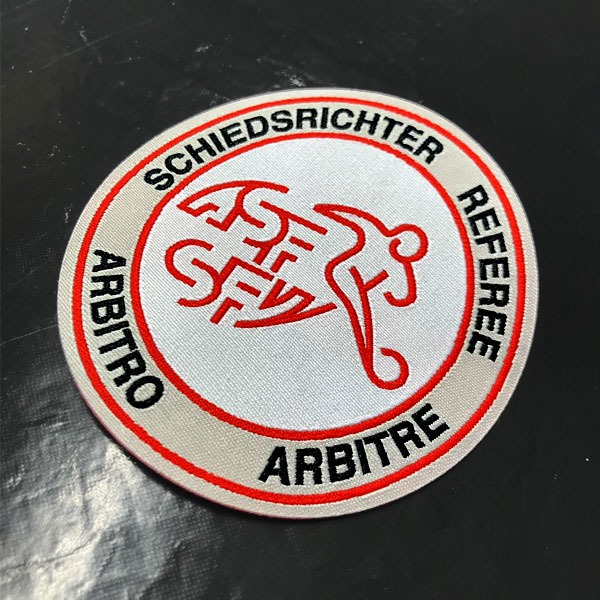 SCHIEDSRICHTER
REFEREE
ARBITRE
ARBITRO
ASF
SFV